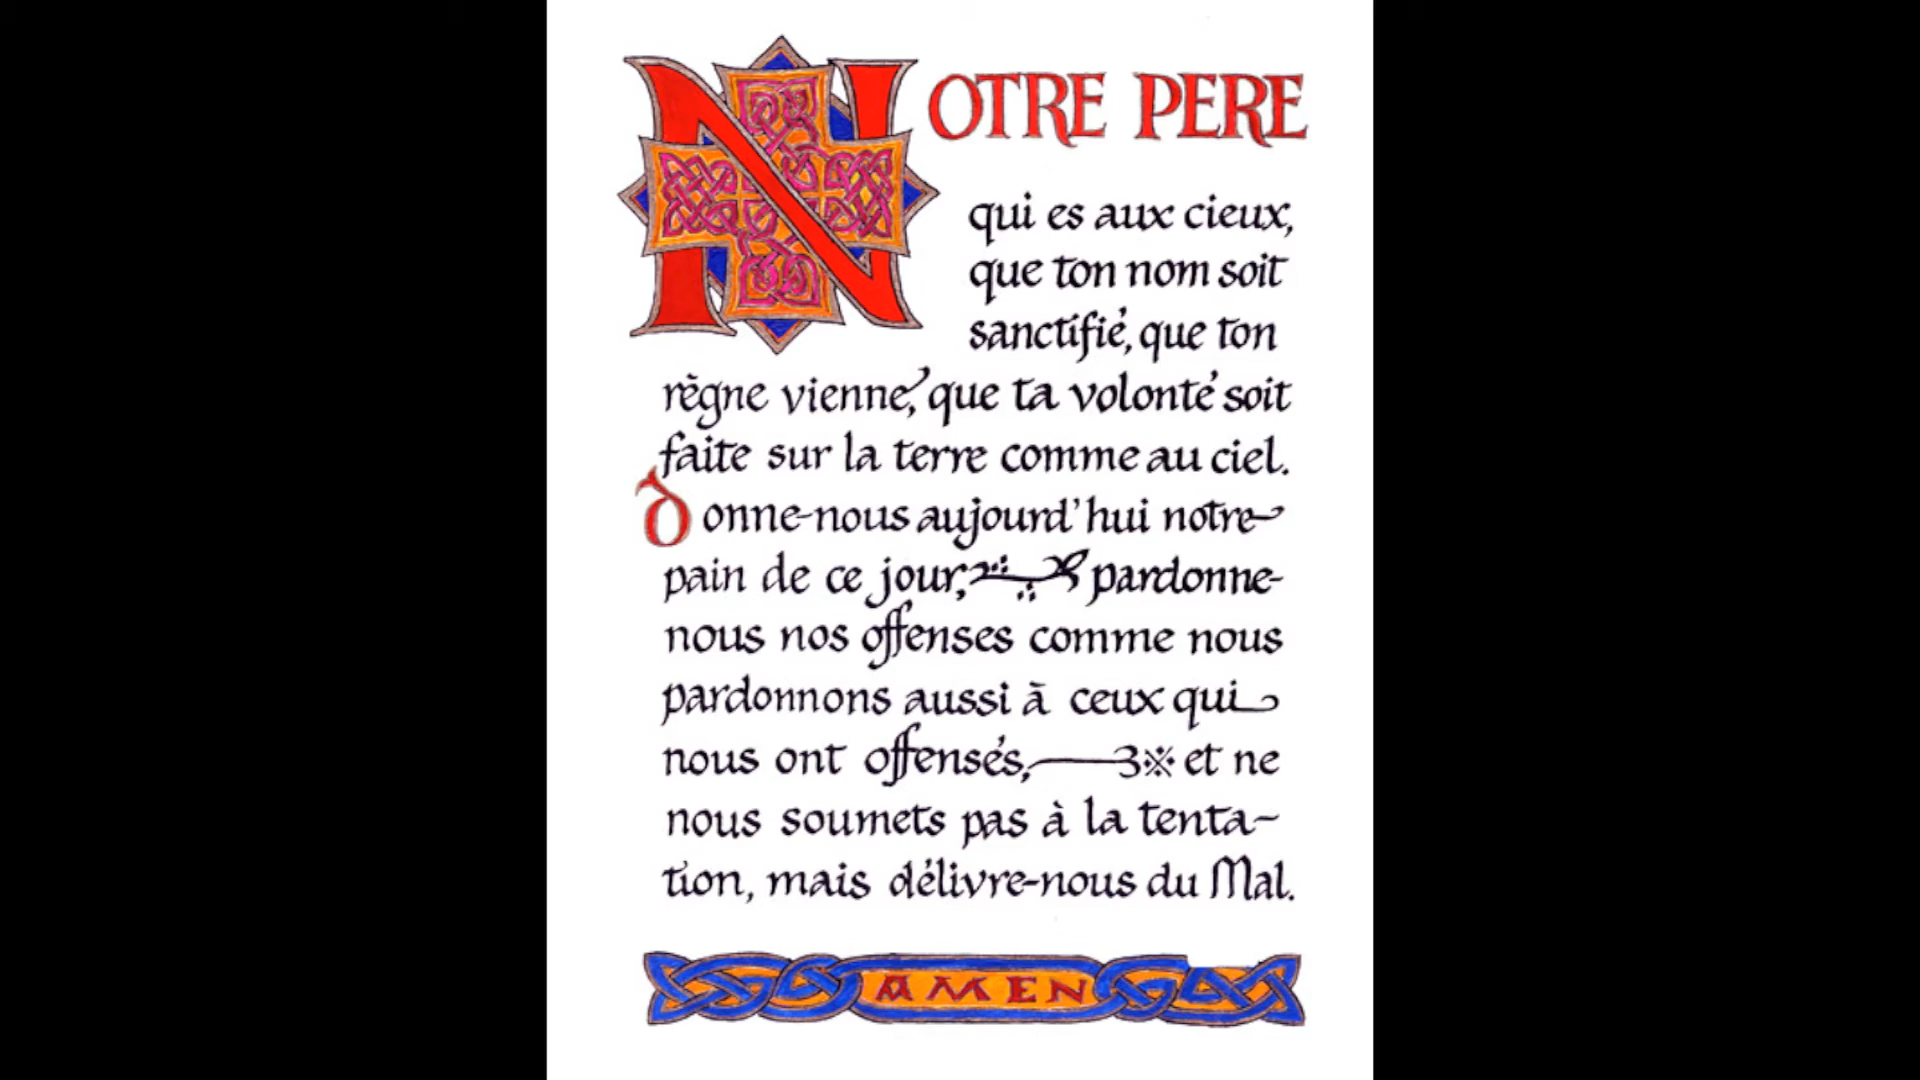 NOTRE PERE
qui es aux cieux,
que ton nom soit
sanctifié, que ton
règne vienne, que ta volonté soit
faite sur la terre comme au ciel.
Donne-nous aujourd'hui notre
pain de ce jour, pardonne-
nous nos offenses comme nous
pardonnons aussi à ceux qui
nous ont offensés, et ne
nous soumets pas à la tenta-
tion, mais délivre-nous du Mal.
AMEN